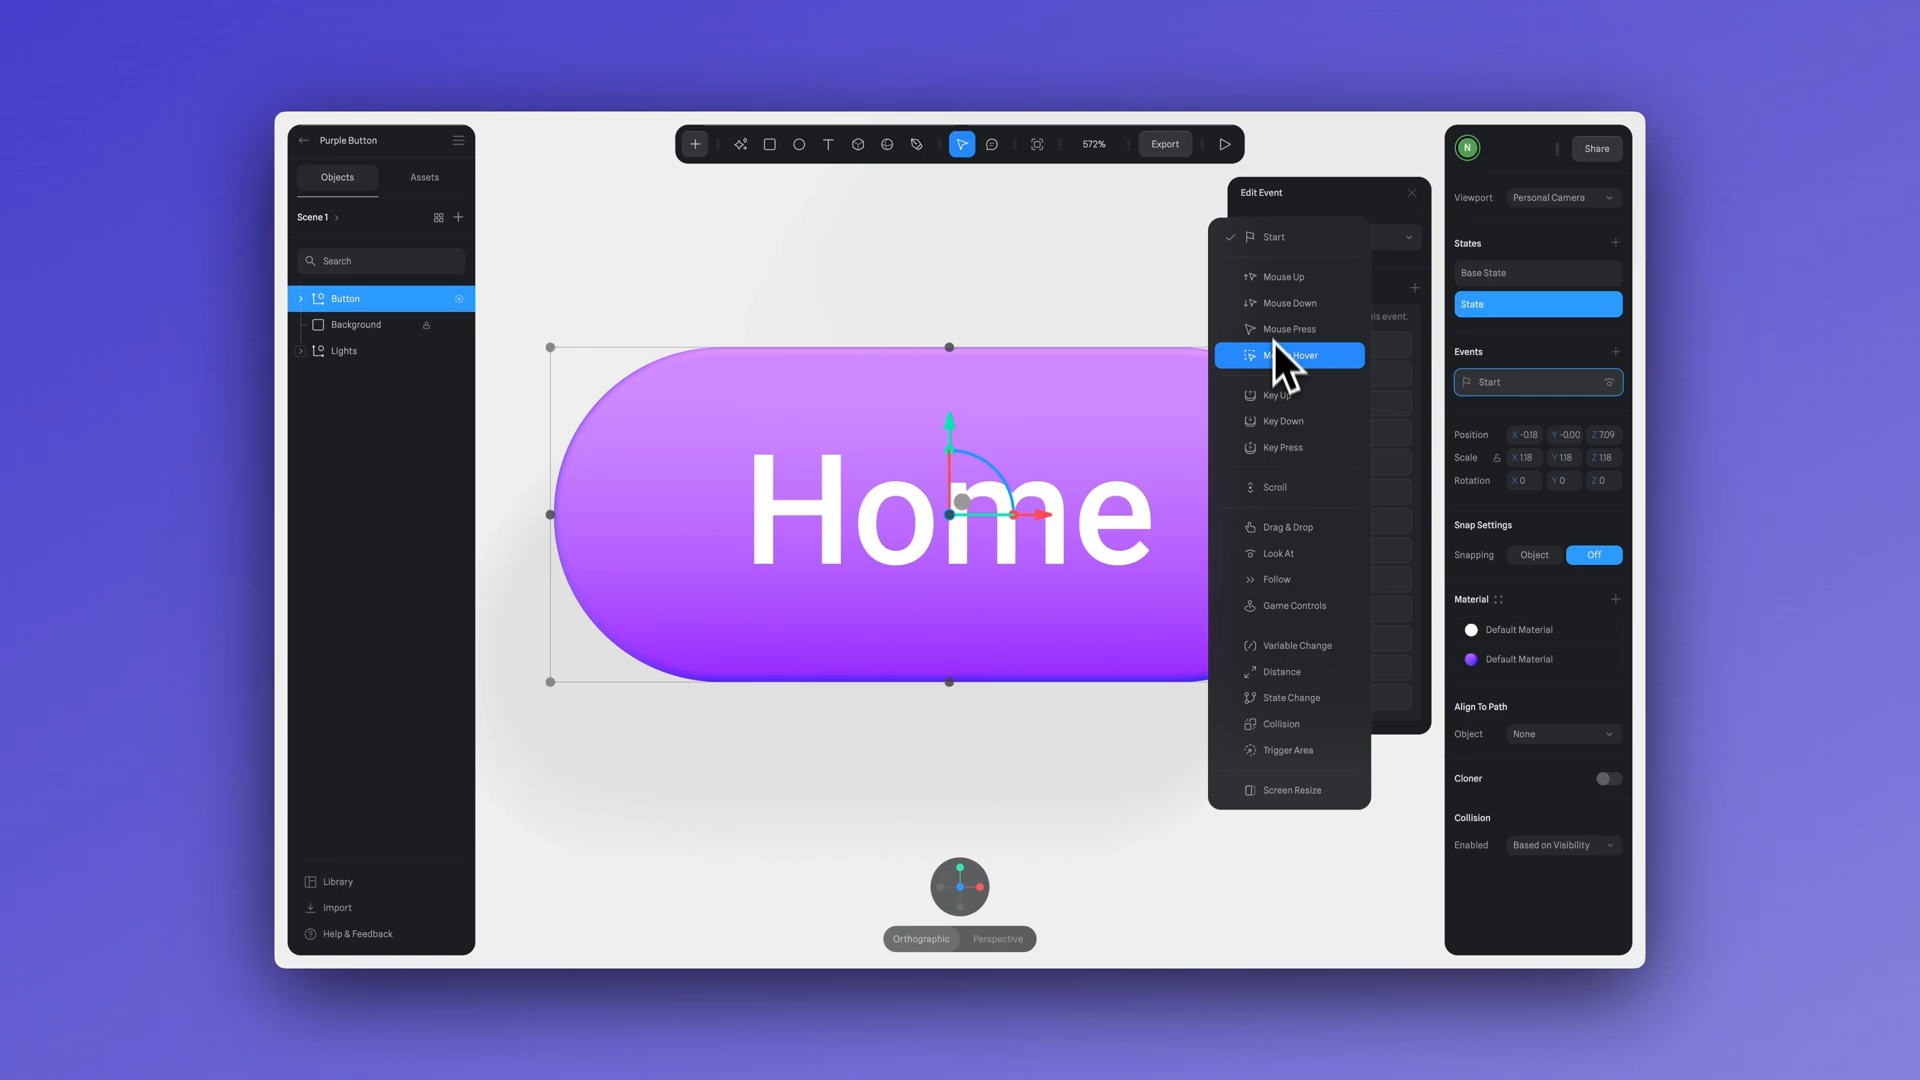 Purple Button
Objects
Assets
Scene 1
Search
Button
Background
Lights
Library
Import
Help & Feedback
572%
Export
Home
Orthographic
Perspective
Edit Event
his event.
Start
Mouse Up
Mouse Down
Mouse Press
Hover
Key Up
Key Down
Key Press
Scroll
Drag & Drop
Look At
Follow
Game Controls
Variable Change
Distance
State Change
Collision
Trigger Area
Screen Resize
N
Share
Viewport
Personal Camera
States
Base State
State
Events
Start
Position X -0.18 Y -0.00 Z 7.09
Scale X 1.18 Y 1.18 Z 1.18
Rotation X 0 Y 0 Z 0
Snap Settings
Snapping Object Off
Material
Default Material
Default Material
Align To Path
Object None
Cloner
Collision
Enabled Based on Visibility